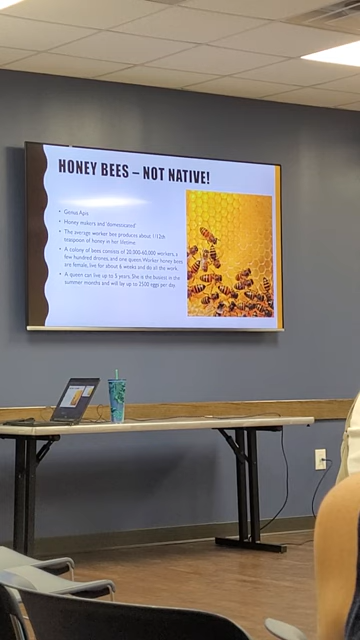 HONEY BEES – NOT NATIVE!
• Genus Apis
• Honey makers and 'domesticated'
• The average worker bee produces about 1/12th
teaspoon of honey in her lifetime
• A colony of bees consists of 20,000-60,000 workers, a
few hundred drones, and one queen. Worker honey bees
are female, live for about 6 weeks and do all the work.
• A queen can live up to 5 years. She is the busiest in the
summer months and will lay up to 2500 eggs per day.